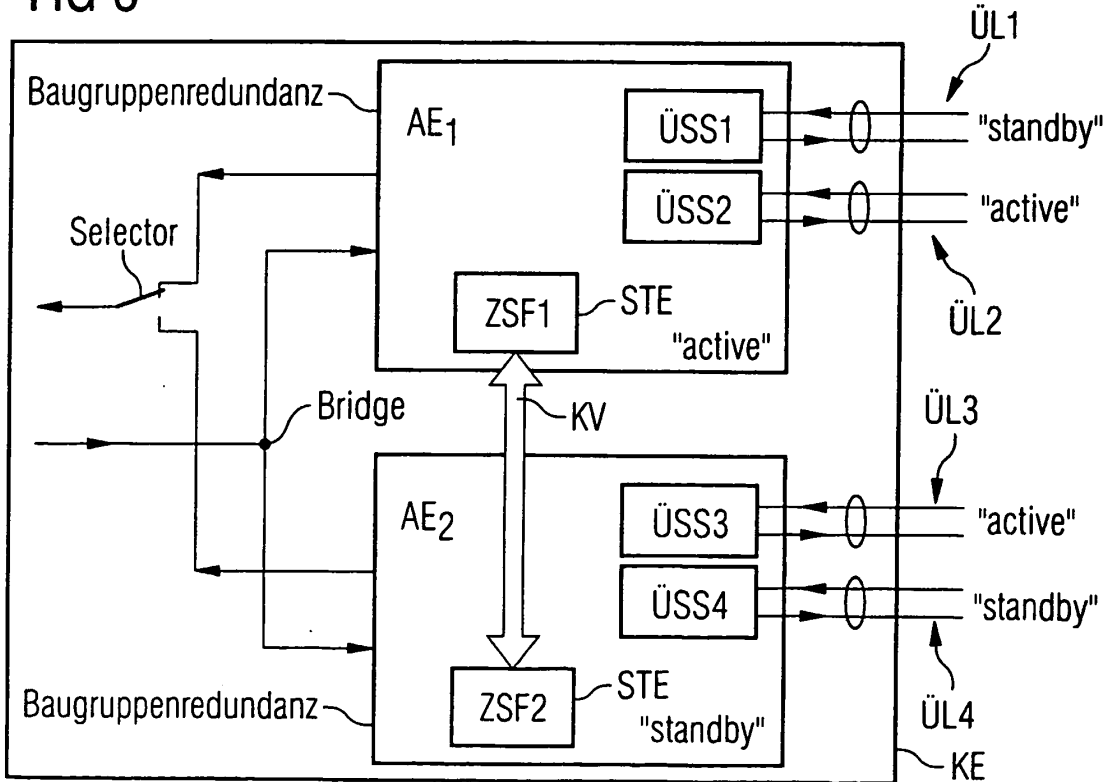 ÜL1
Baugruppenredundanz
AE1
ÜSS1
"standby"
ÜSS2
"active"
Selector
ZSF1
STE
ÜL2
"active"
Bridge
KV
ÜL3
AE2
ÜSS3
"active"
ÜSS4
"standby"
ZSF2
STE
Baugruppenredundanz
"standby"
ÜL4
KE